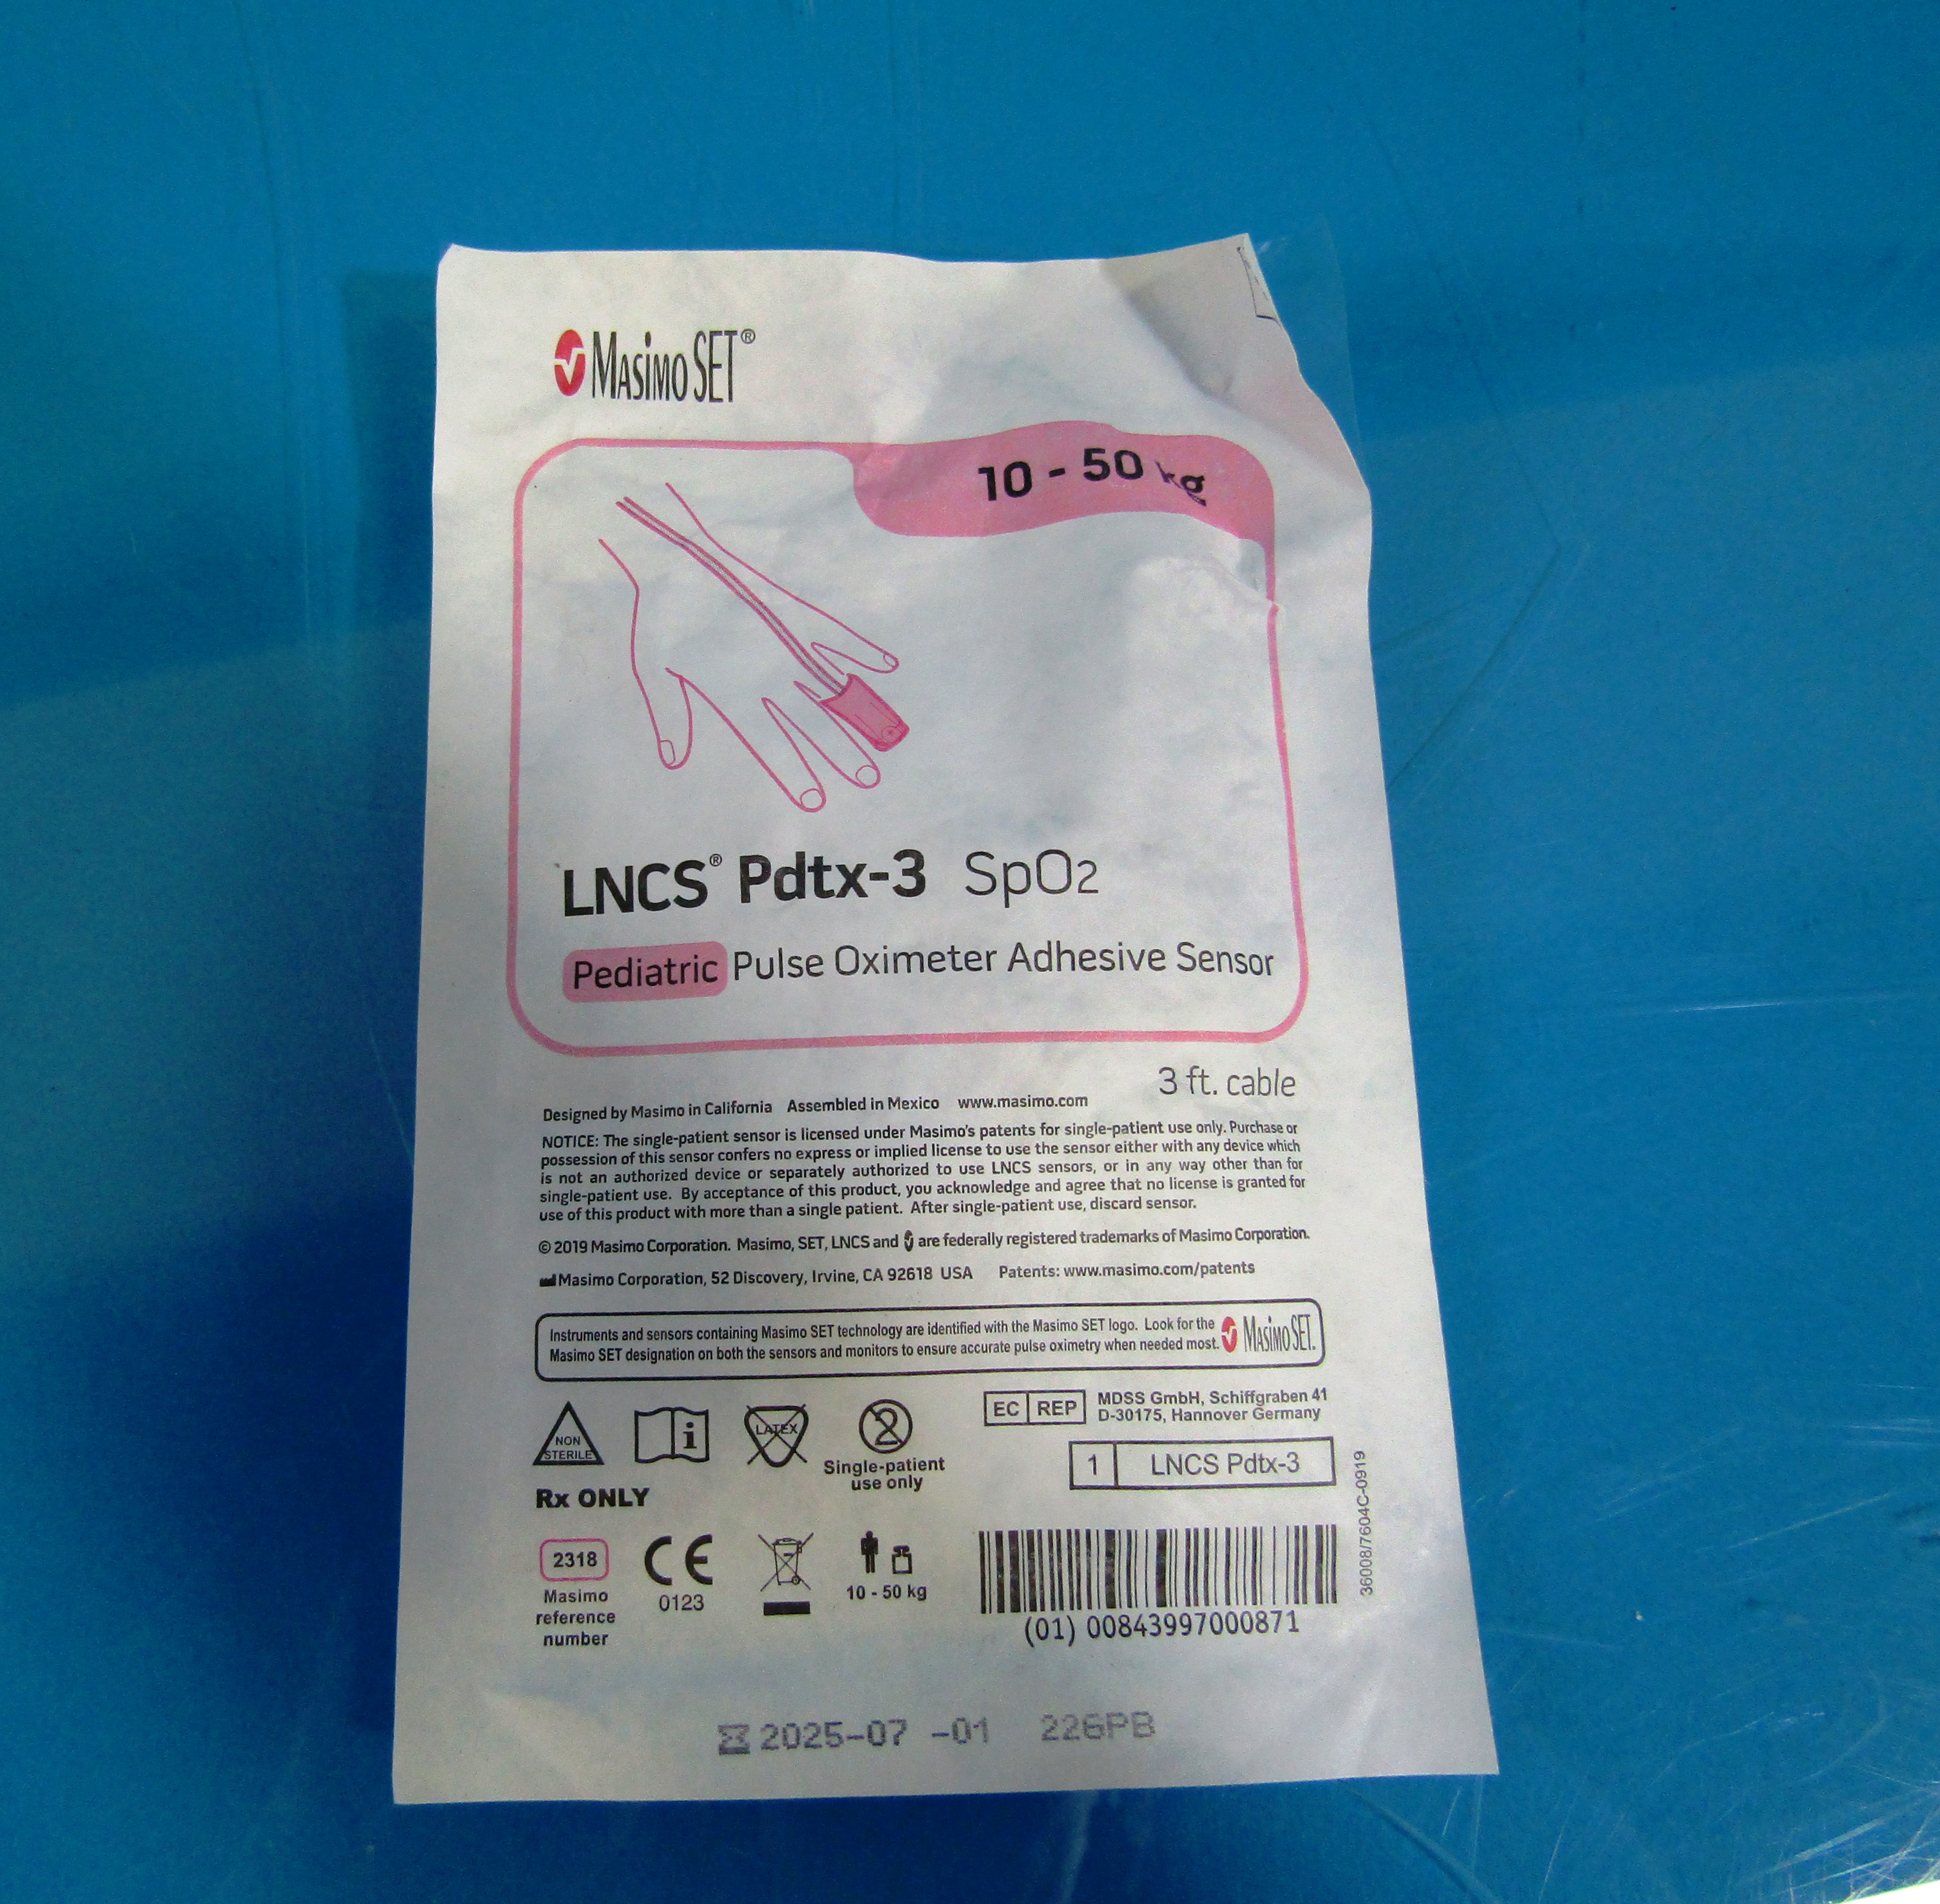 Masimo SET®
10 - 50 kg
LNCS® Pdtx-3 SpO2
Pediatric Pulse Oximeter Adhesive Sensor
3 ft. cable
Designed by Masimo in California Assembled in Mexico www.masimo.com
NOTICE: The single-patient sensor is licensed under Masimo's patents for single-patient use only. Purchase or
possession of this sensor confers no express or implied license to use the sensor either with any device which
is not an authorized device or separately authorized to use LNCS sensors, or in any way other than for
single-patient use. By acceptance of this product, you acknowledge and agree that no license is granted for
use of this product with more than a single patient. After single-patient use, discard sensor.
© 2019 Masimo Corporation. Masimo, SET, LNCS and are federally registered trademarks of Masimo Corporation.
Masimo Corporation, 52 Discovery, Irvine, CA 92618 USA Patents: www.masimo.com/patents
Instruments and sensors containing Masimo SET technology are identified with the Masimo SET logo. Look for the
Masimo SET designation on both the sensors and monitors to ensure accurate pulse oximetry when needed most.
Masimo SET.
NON
STERILE
i
LATEX
2
Single-patient
use only
EC REP
MDSS GmbH, Schiffgraben 41
D-30175, Hannover Germany
1 LNCS Pdtx-3
Rx ONLY
2318
Masimo
reference
number
CE
0123
10 - 50 kg
(01) 00843997000871
36008/7604C-0919
2025-07 -01 226PB